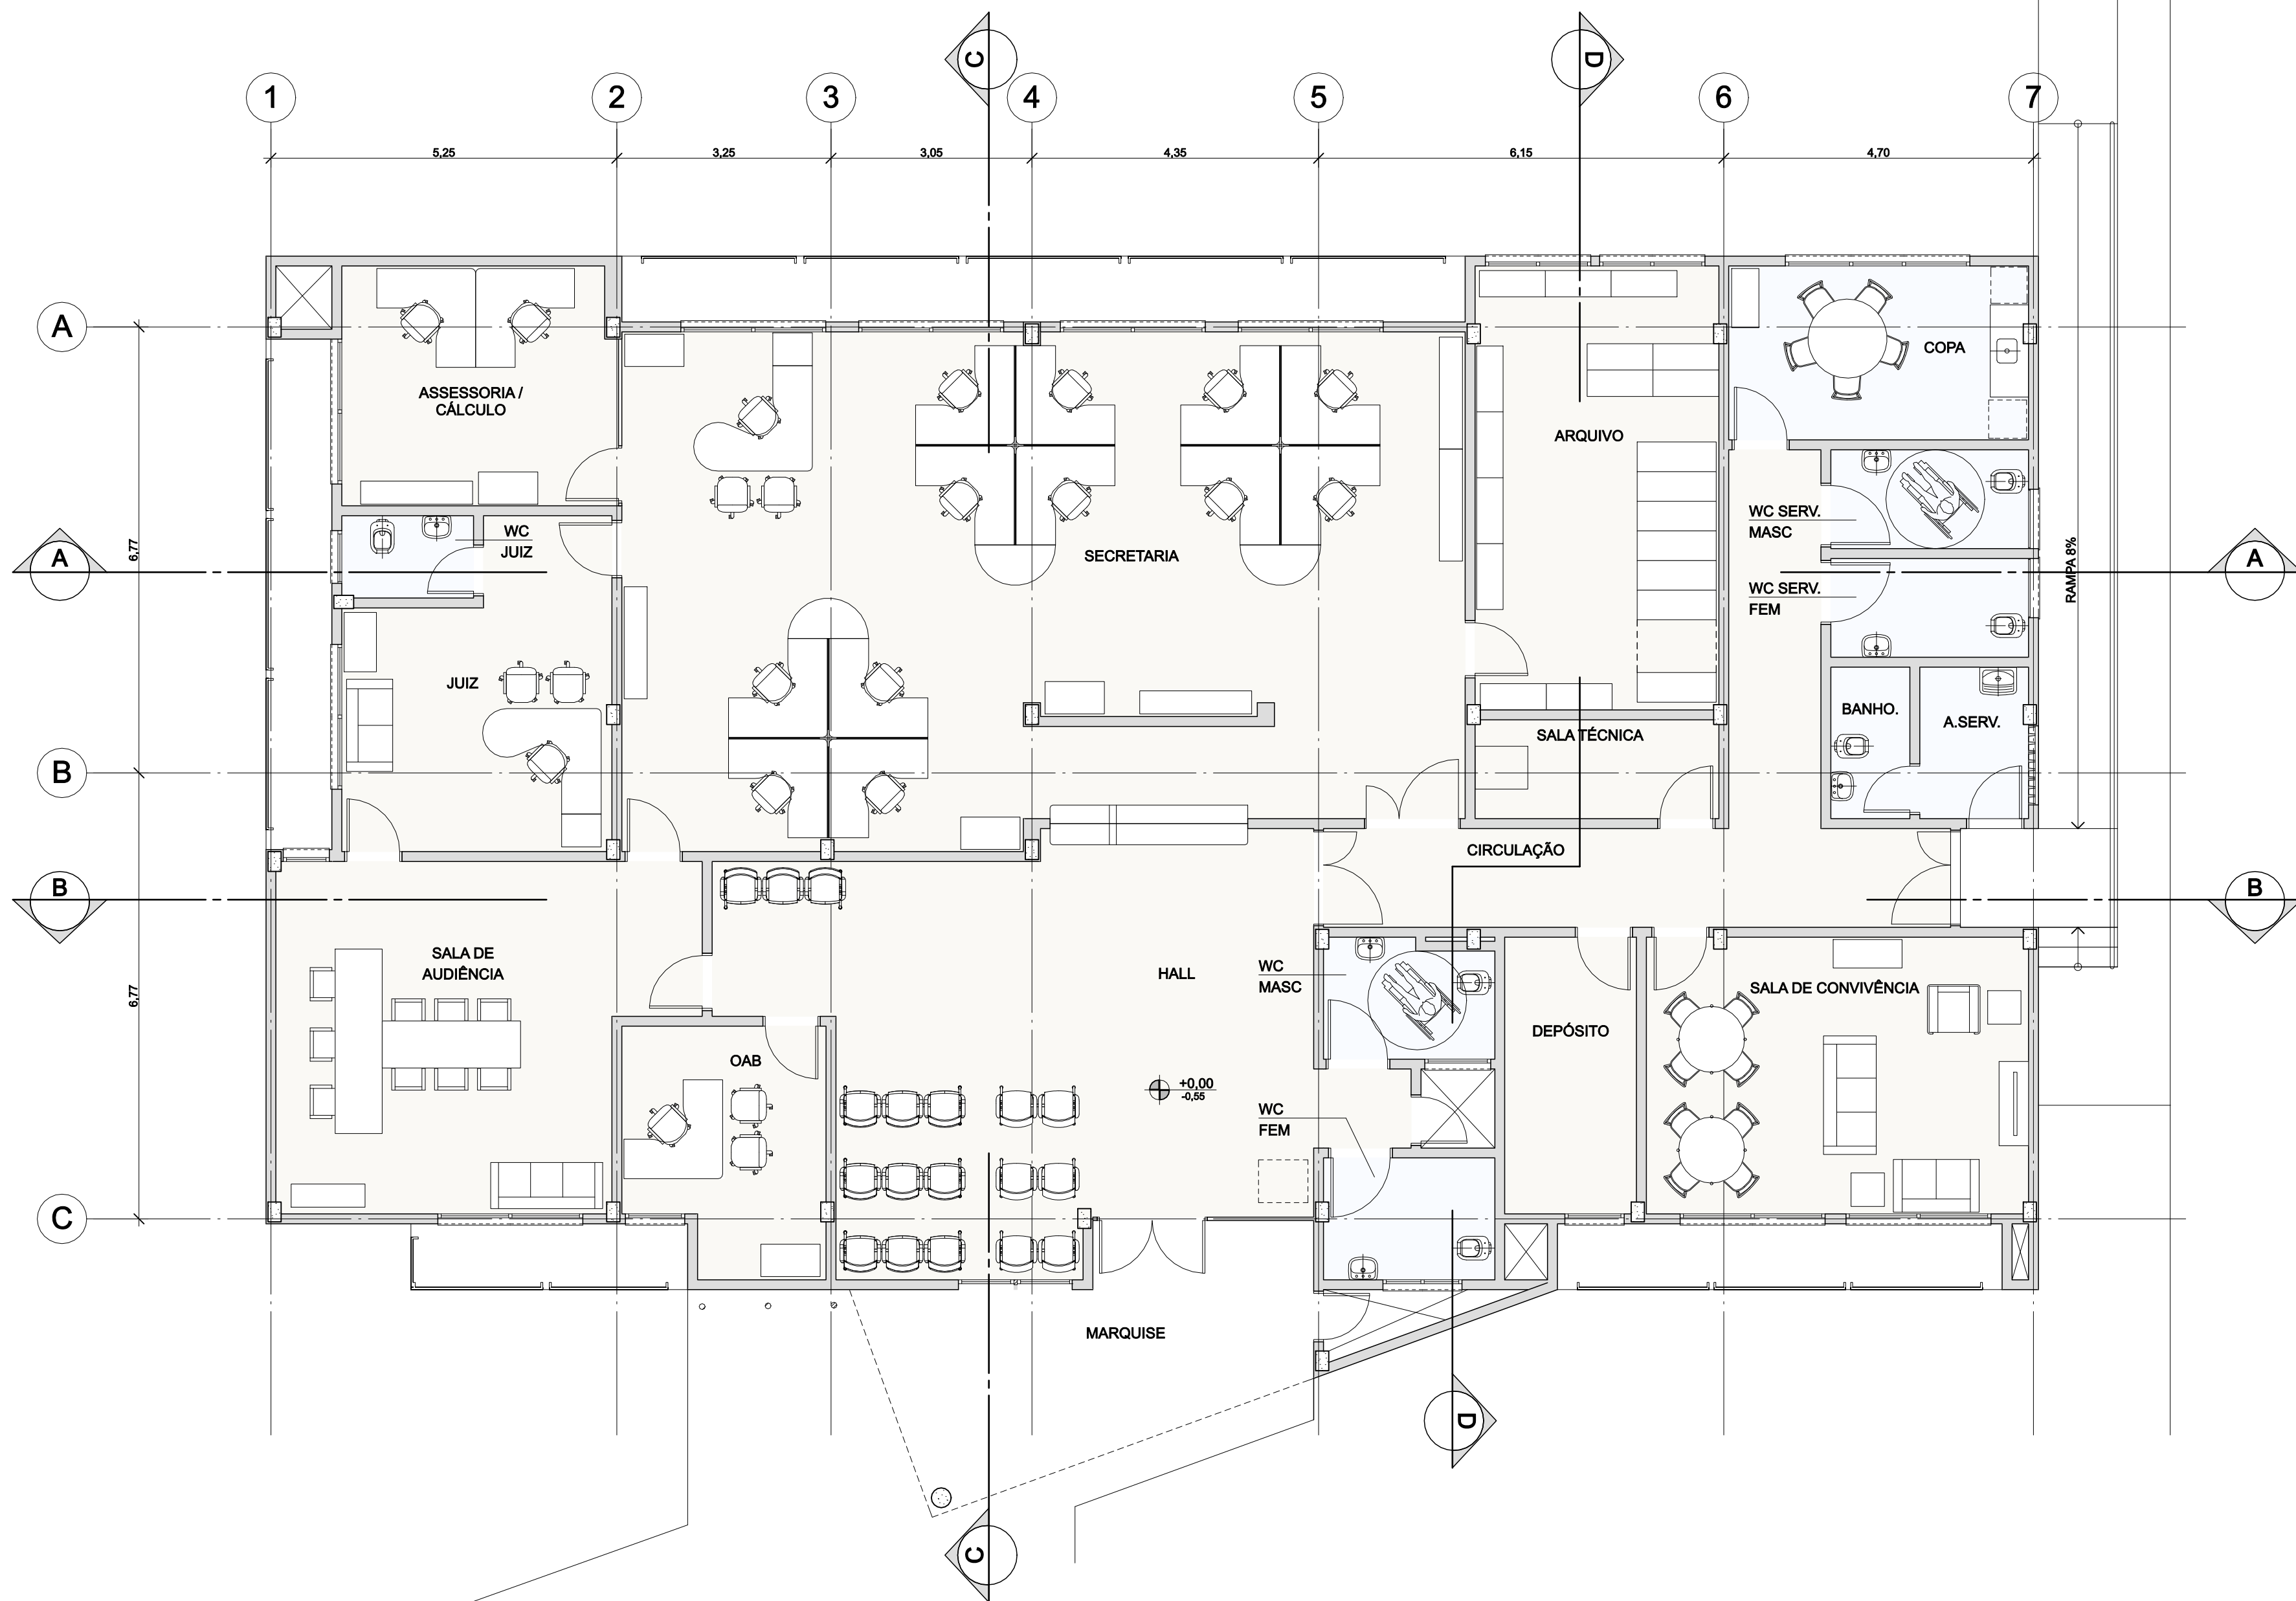 C
D
1
2
3
4
5
6
7
5,25
3,25
3,05
4,35
6,15
4,70
A
COPA
ASSESSORIA /
CÁLCULO
ARQUIVO
WC SERV.
MASC
WC
JUIZ
SECRETARIA
A
A
6,77
RAMPA 8%
WC SERV.
FEM
JUIZ
BANHO.
A.SERV.
SALA TÉCNICA
B
CIRCULAÇÃO
B
B
SALA DE
AUDIÊNCIA
HALL
WC
MASC
SALA DE CONVIVÊNCIA
6,77
DEPÓSITO
OAB
+0,00
-0,55
WC
FEM
C
MARQUISE
D
C